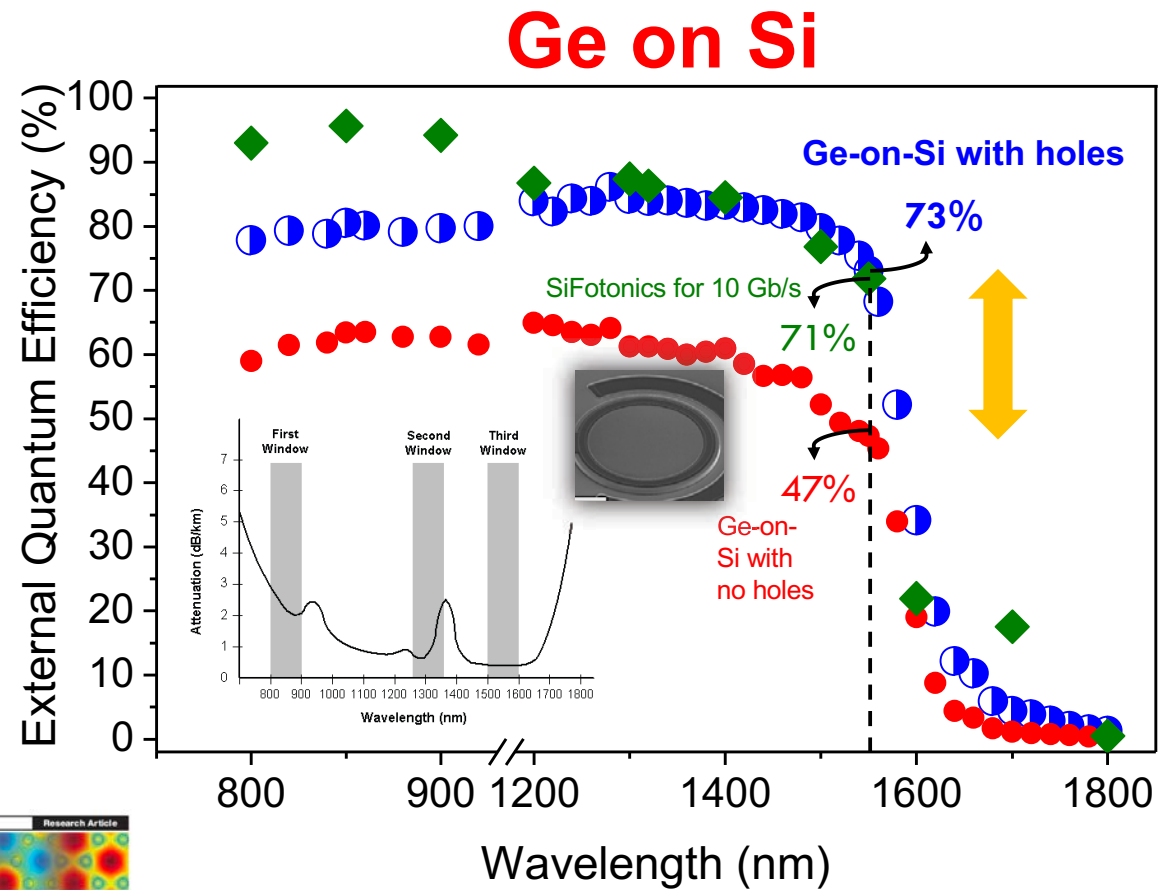 Ge on Si
External Quantum Efficiency (%)
100
90
80
70
60
50
40
30
20
10
0
Ge-on-Si with holes
73%
SiFotonics for 10 Gb/s
71%
47%
Ge-on-
Si with
no holes
First
Window
Second
Window
Third
Window
Attenuation (dB/km)
7
6
5
4
3
2
1
0
800 900 1000 1100 1200 1300 1400 1500 1600 1700 1800
Wavelength (nm)
800 900 1200 1400 1600 1800
Wavelength (nm)
Research Article